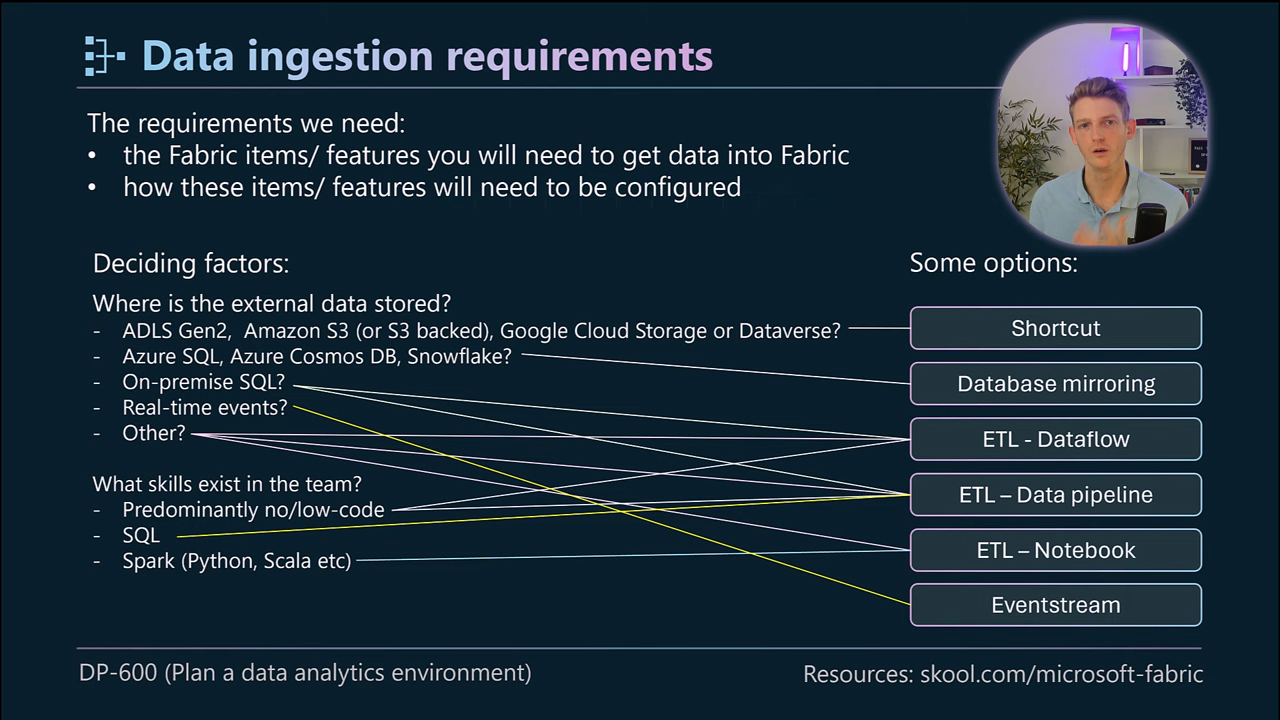 Data ingestion requirements
The requirements we need:
• the Fabric items/ features you will need to get data into Fabric
• how these items/ features will need to be configured
Deciding factors:
Where is the external data stored?
- ADLS Gen2, Amazon S3 (or S3 backed), Google Cloud Storage or Dataverse?
- Azure SQL, Azure Cosmos DB, Snowflake?
- On-premise SQL?
- Real-time events?
- Other?
What skills exist in the team?
- Predominantly no/low-code
- SQL
- Spark (Python, Scala etc)
Some options:
Shortcut
Database mirroring
ETL - Dataflow
ETL – Data pipeline
ETL – Notebook
Eventstream
DP-600 (Plan a data analytics environment)
Resources: skool.com/microsoft-fabric